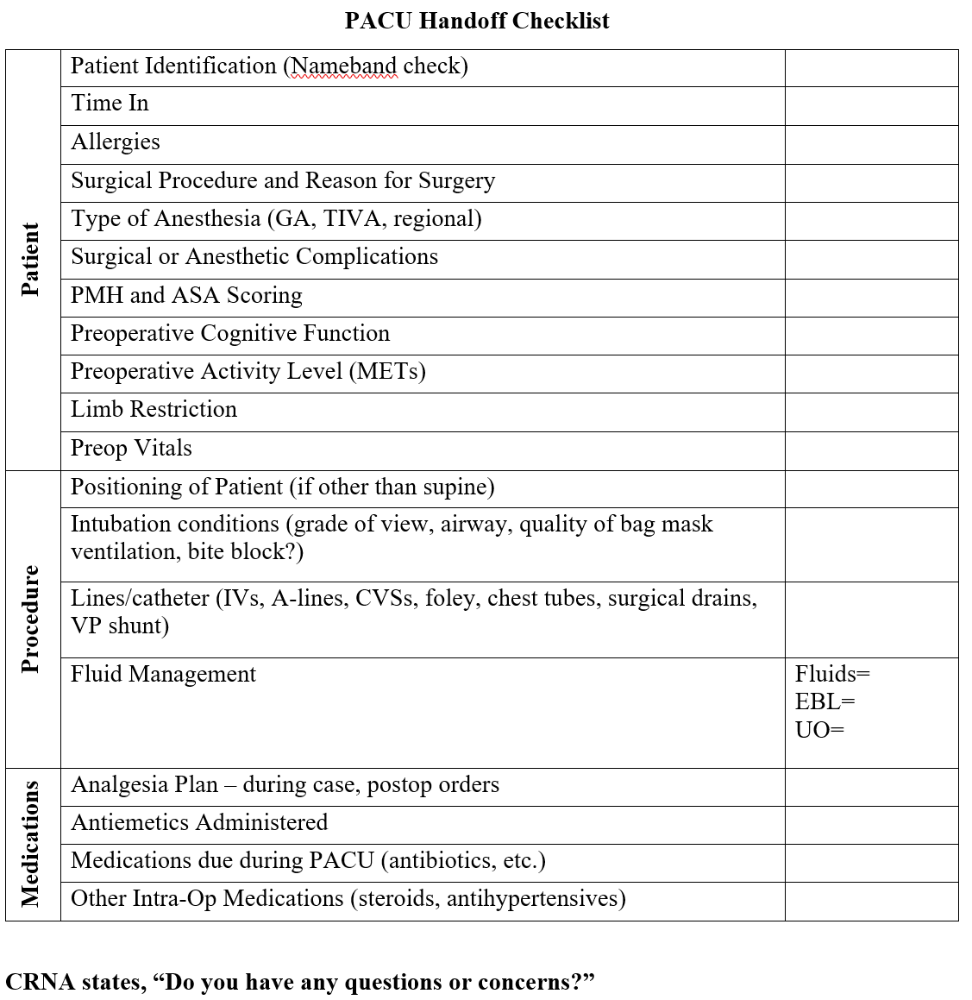 PACU Handoff Checklist
Patient
Patient Identification (Nameband check)
Time In
Allergies
Surgical Procedure and Reason for Surgery
Type of Anesthesia (GA, TIVA, regional)
Surgical or Anesthetic Complications
PMH and ASA Scoring
Preoperative Cognitive Function
Preoperative Activity Level (METs)
Limb Restriction
Preop Vitals
Procedure
Positioning of Patient (if other than supine)
Intubation conditions (grade of view, airway, quality of bag mask
ventilation, bite block?)
Lines/catheter (IVs, A-lines, CVSs, foley, chest tubes, surgical drains,
VP shunt)
Fluid Management
Fluids=
EBL=
UO=
Medications
Analgesia Plan – during case, postop orders
Antiemetics Administered
Medications due during PACU (antibiotics, etc.)
Other Intra-Op Medications (steroids, antihypertensives)
CRNA states, “Do you have any questions or concerns?”